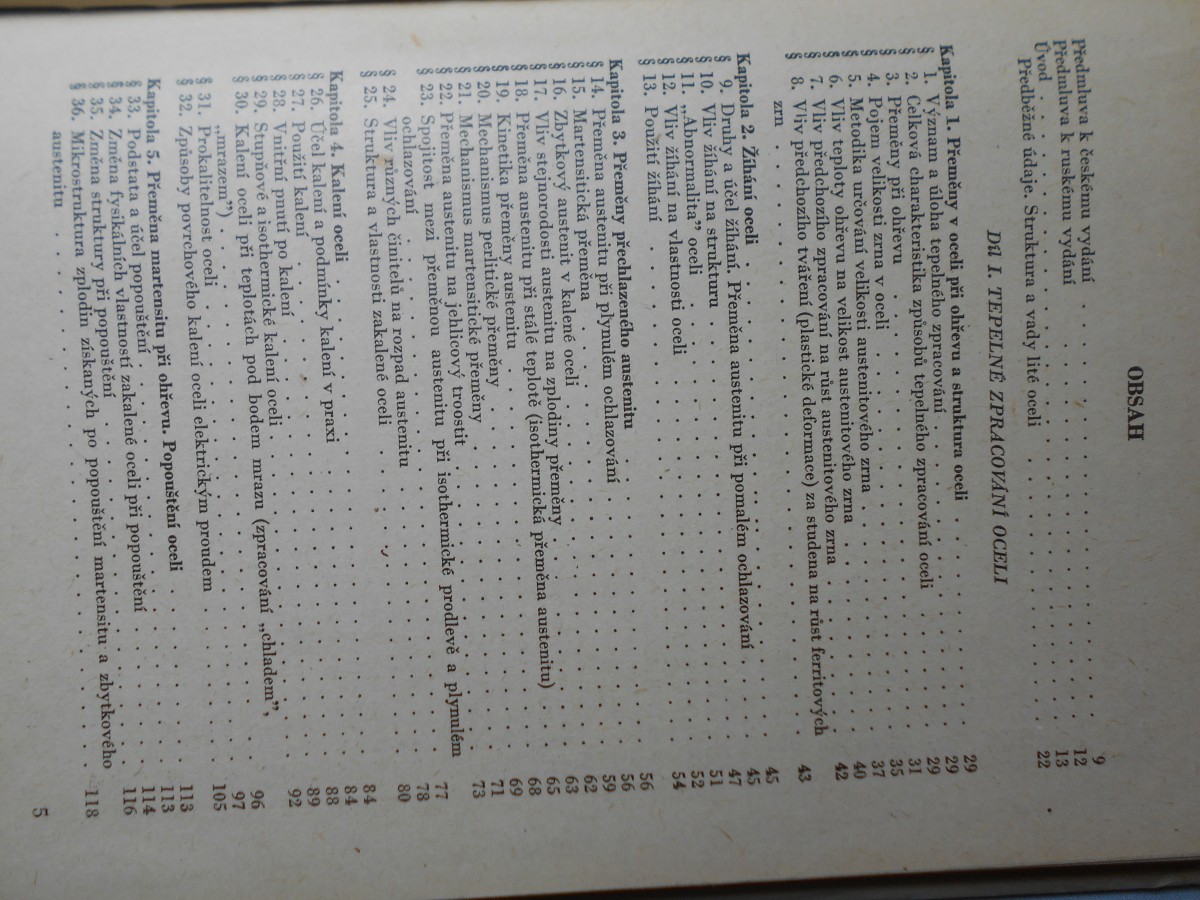 OBSAH
Předmluva k českému vydání . . . 9
Předmluva k ruskému vydání . . . 12
Úvod . . . 13
Předběžné údaje. Struktura a vady lité oceli . . . 22
Díl I. TEPELNÉ ZPRACOVÁNÍ OCELI
Kapitola 1. Přeměny v oceli při ohřevu a struktura oceli . . . 29
§ 1. Význam a úloha tepelného zpracování . . . 29
§ 2. Celková charakteristika způsobů tepelného zpracování oceli . . . 29
§ 3. Přeměny při ohřevu . . . 31
§ 4. Pojem velikosti zrna v oceli . . . 35
§ 5. Metodika určování velikosti austenitového zrna . . . 37
§ 6. Vliv teploty ohřevu na velikost austenitového zrna . . . 40
§ 7. Vliv předchozího zpracování na růst austenitového zrna . . . 42
§ 8. Vliv předchozího tváření (plastické deformace) za studena na růst ferritových
zrn . . . 43
Kapitola 2. Žíhání oceli . . . 45
§ 9. Druhy a účel žíhání. Přeměna austenitu při pomalém ochlazování . . . 45
§ 10. Vliv žíhání na strukturu . . . 47
§ 11. „Abnormalita” oceli . . . 51
§ 12. Vliv žíhání na vlastnosti oceli . . . 52
§ 13. Použití žíhání . . . 54
Kapitola 3. Přeměny přechlazeného austenitu . . . 56
§ 14. Přeměna austenitu při plynulém ochlazování . . . 56
§ 15. Martensitická přeměna . . . 59
§ 16. Zbytkový austenit v kalené oceli . . . 62
§ 17. Vliv stejnorodosti austenitu na zplodiny přeměny . . . 63
§ 18. Přeměna austenitu při stálé teplotě (isothermická přeměna austenitu) . . . 65
§ 19. Kinetika přeměny austenitu . . . 68
§ 20. Mechanismus perlitické přeměny . . . 69
§ 21. Mechanismus martensitické přeměny . . . 71
§ 22. Přeměna austenitu na jehlicový troostit . . . 73
§ 23. Spojitost mezi přeměnou austenitu při isothermické prodlevě a plynulém
ochlazování . . . 77
§ 24. Vliv různých činitelů na rozpad austenitu . . . 78
§ 25. Struktura a vlastnosti zakalené oceli . . . 80
Kapitola 4. Kalení oceli . . . 84
§ 26. Účel kalení a podmínky kalení v praxi . . . 84
§ 27. Použití kalení . . . 88
§ 28. Vnitřní pnutí po kalení . . . 89
§ 29. Stupňové a isothermické kalení oceli . . . 92
§ 30. Kalení oceli při teplotách pod bodem mrazu (zpracování „chladem”,
„mrazem”) . . . 96
§ 31. Prokalitelnost oceli . . . 97
§ 32. Způsoby povrchového kalení oceli elektrickým proudem . . . 105
Kapitola 5. Přeměna martensitu při ohřevu. Popouštění oceli . . . 113
§ 33. Podstata a účel popouštění . . . 113
§ 34. Změna fysikálních vlastností zakalené oceli při popouštění . . . 114
§ 35. Změna struktury při popouštění . . . 116
§ 36. Mikrostruktura zplodin získaných po popouštění martensitu a zbytkového
austenitu . . . 118
5